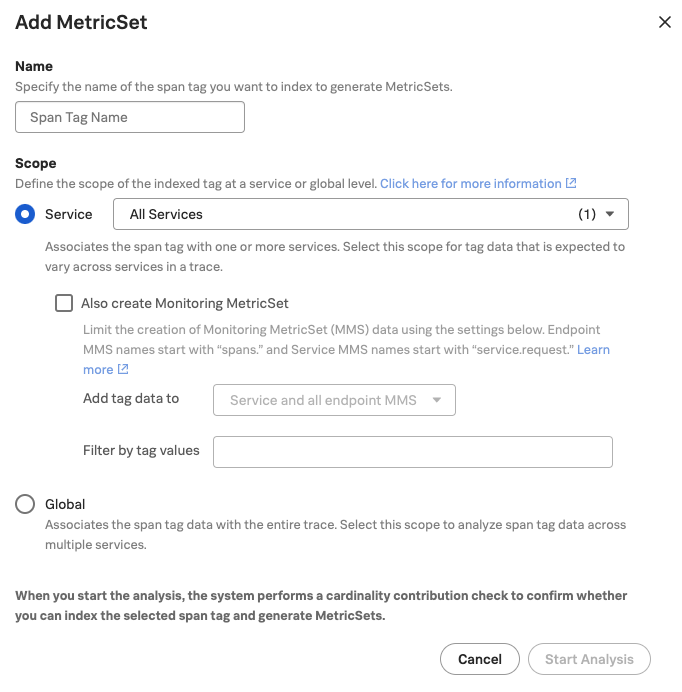 Add MetricSet
Name
Specify the name of the span tag you want to index to generate MetricSets.
Span Tag Name
Scope
Define the scope of the indexed tag at a service or global level. Click here for more information
Service
All Services (1)
Associates the span tag with one or more services. Select this scope for tag data that is expected to
vary across services in a trace.
Also create Monitoring MetricSet
Limit the creation of Monitoring MetricSet (MMS) data using the settings below. Endpoint
MMS names start with “spans.” and Service MMS names start with “service.request.” Learn
more
Add tag data to
Service and all endpoint MMS
Filter by tag values
Global
Associates the span tag data with the entire trace. Select this scope to analyze span tag data across
multiple services.
When you start the analysis, the system performs a cardinality contribution check to confirm whether
you can index the selected span tag and generate MetricSets.
Cancel
Start Analysis